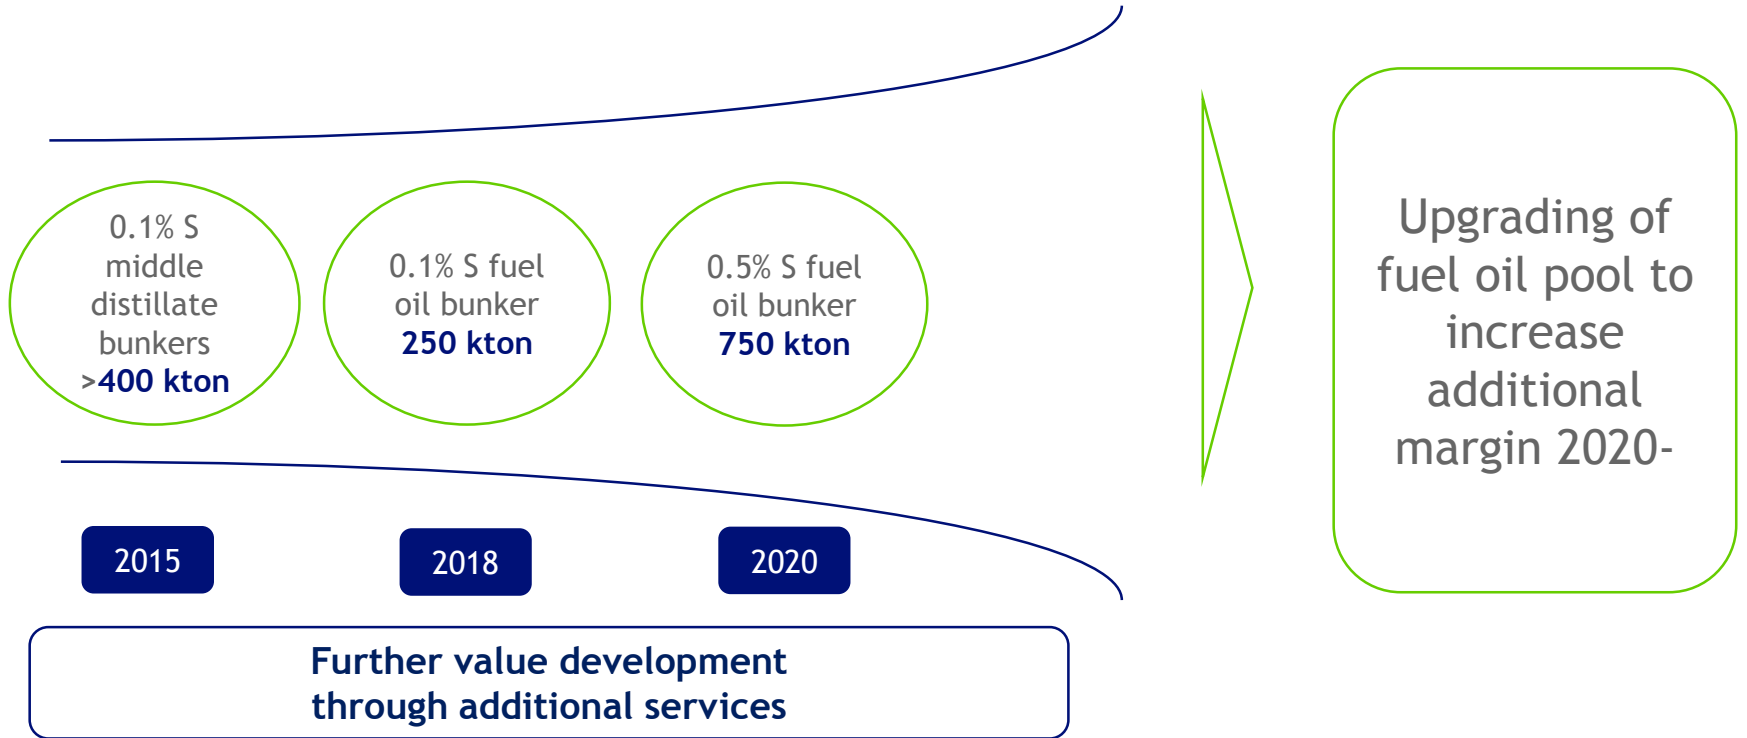 0.1% S
middle
distillate
bunkers
>400 kton
0.1% S fuel
oil bunker
250 kton
0.5% S fuel
oil bunker
750 kton
Upgrading of
fuel oil pool to
increase
additional
margin 2020-
2015
2018
2020
Further value development
through additional services